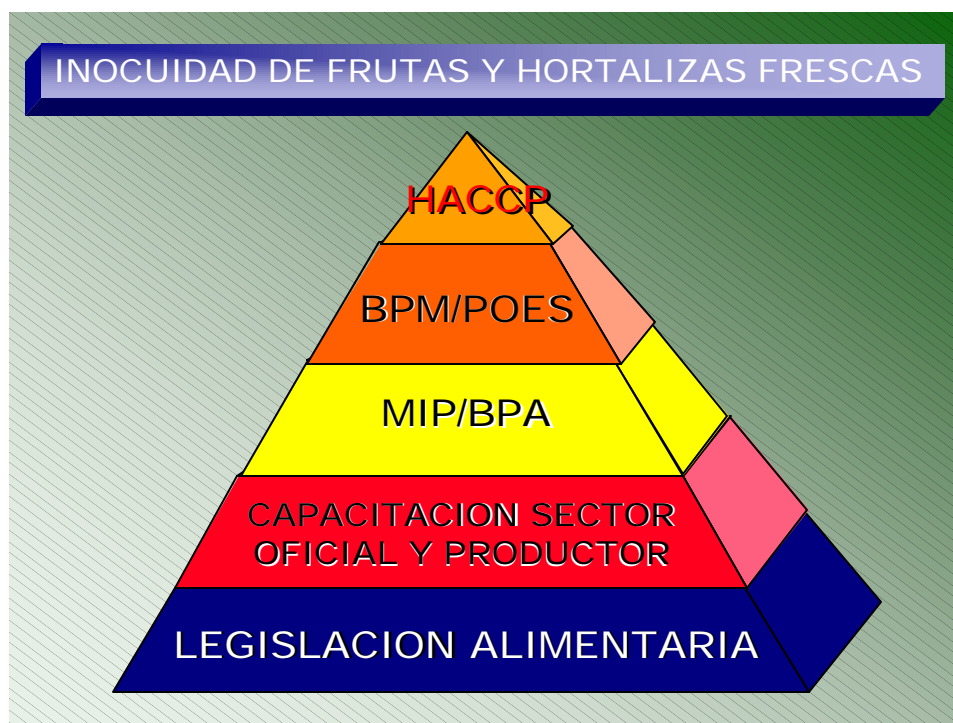 INOCUIDAD DE FRUTAS Y HORTALIZAS FRESCAS
HACCP
BPM/POES
MIP/BPA
CAPACITACION SECTOR
OFICIAL Y PRODUCTOR
LEGISLACION ALIMENTARIA